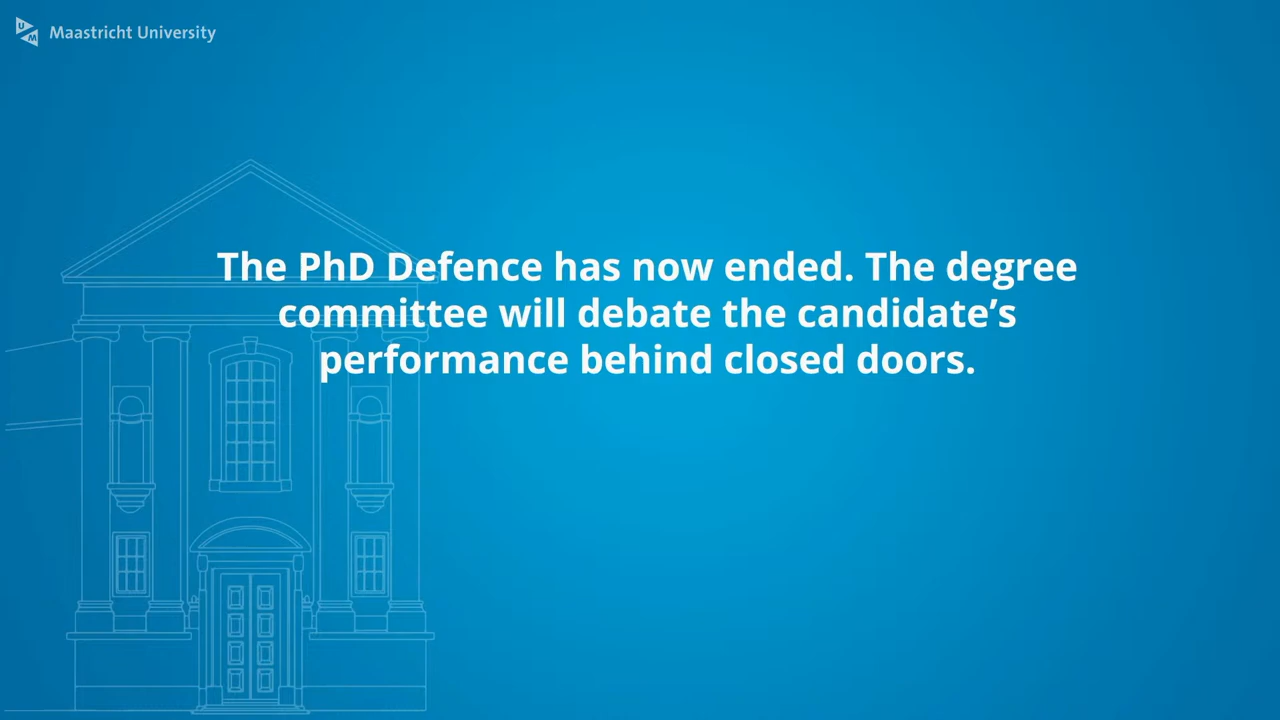 UM
Maastricht University
The PhD Defence has now ended. The degree
committee will debate the candidate’s
performance behind closed doors.